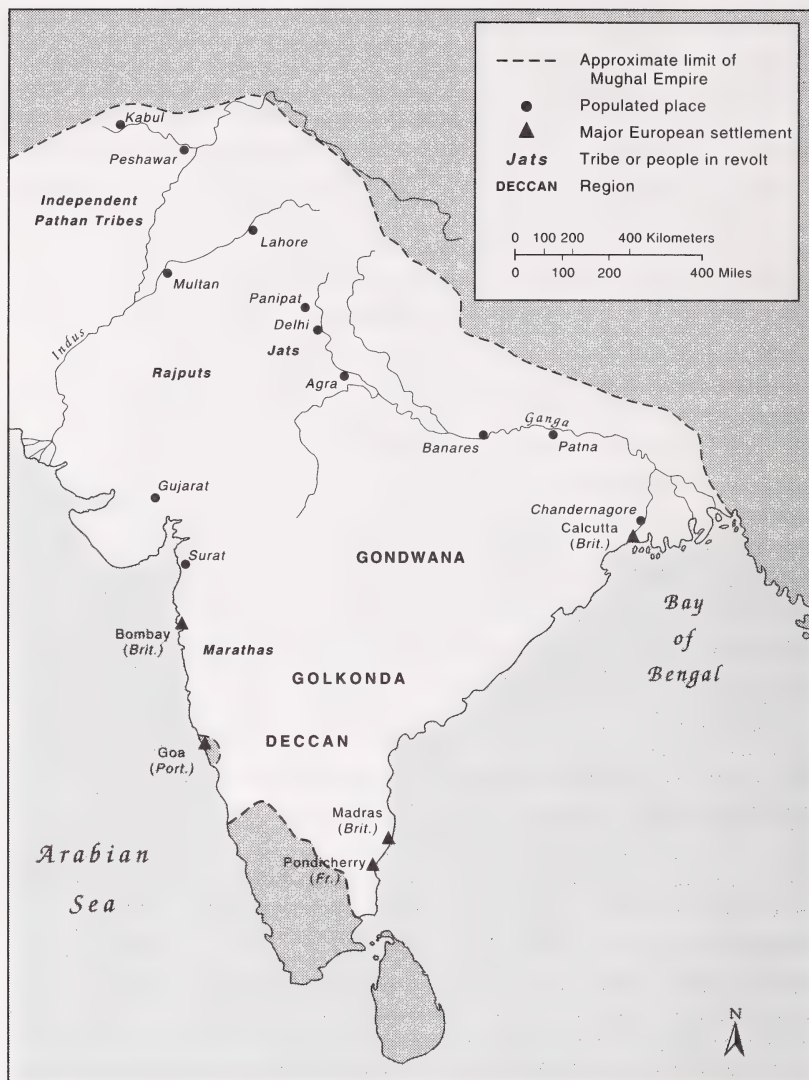 Approximate limit of
Mughal Empire
Populated place
Major European settlement
Jats Tribe or people in revolt
DECCAN Region
0 100 200 400 Kilometers
0 100 200 400 Miles
Kabul
Peshawar
Independent
Pathan Tribes
Lahore
Multan
Panipat
Delhi
Indus
Jats
Rajputs
Agra
Ganga
Banares
Patna
Gujarat
Chandernagore
Calcutta
(Brit.)
Surat
GONDWANA
Bay
of
Bengal
Bombay
(Brit.)
Marathas
GOLKONDA
Goa
(Port.)
DECCAN
Madras
(Brit.)
Pondicherry
(Fr.)
Arabian
Sea
N